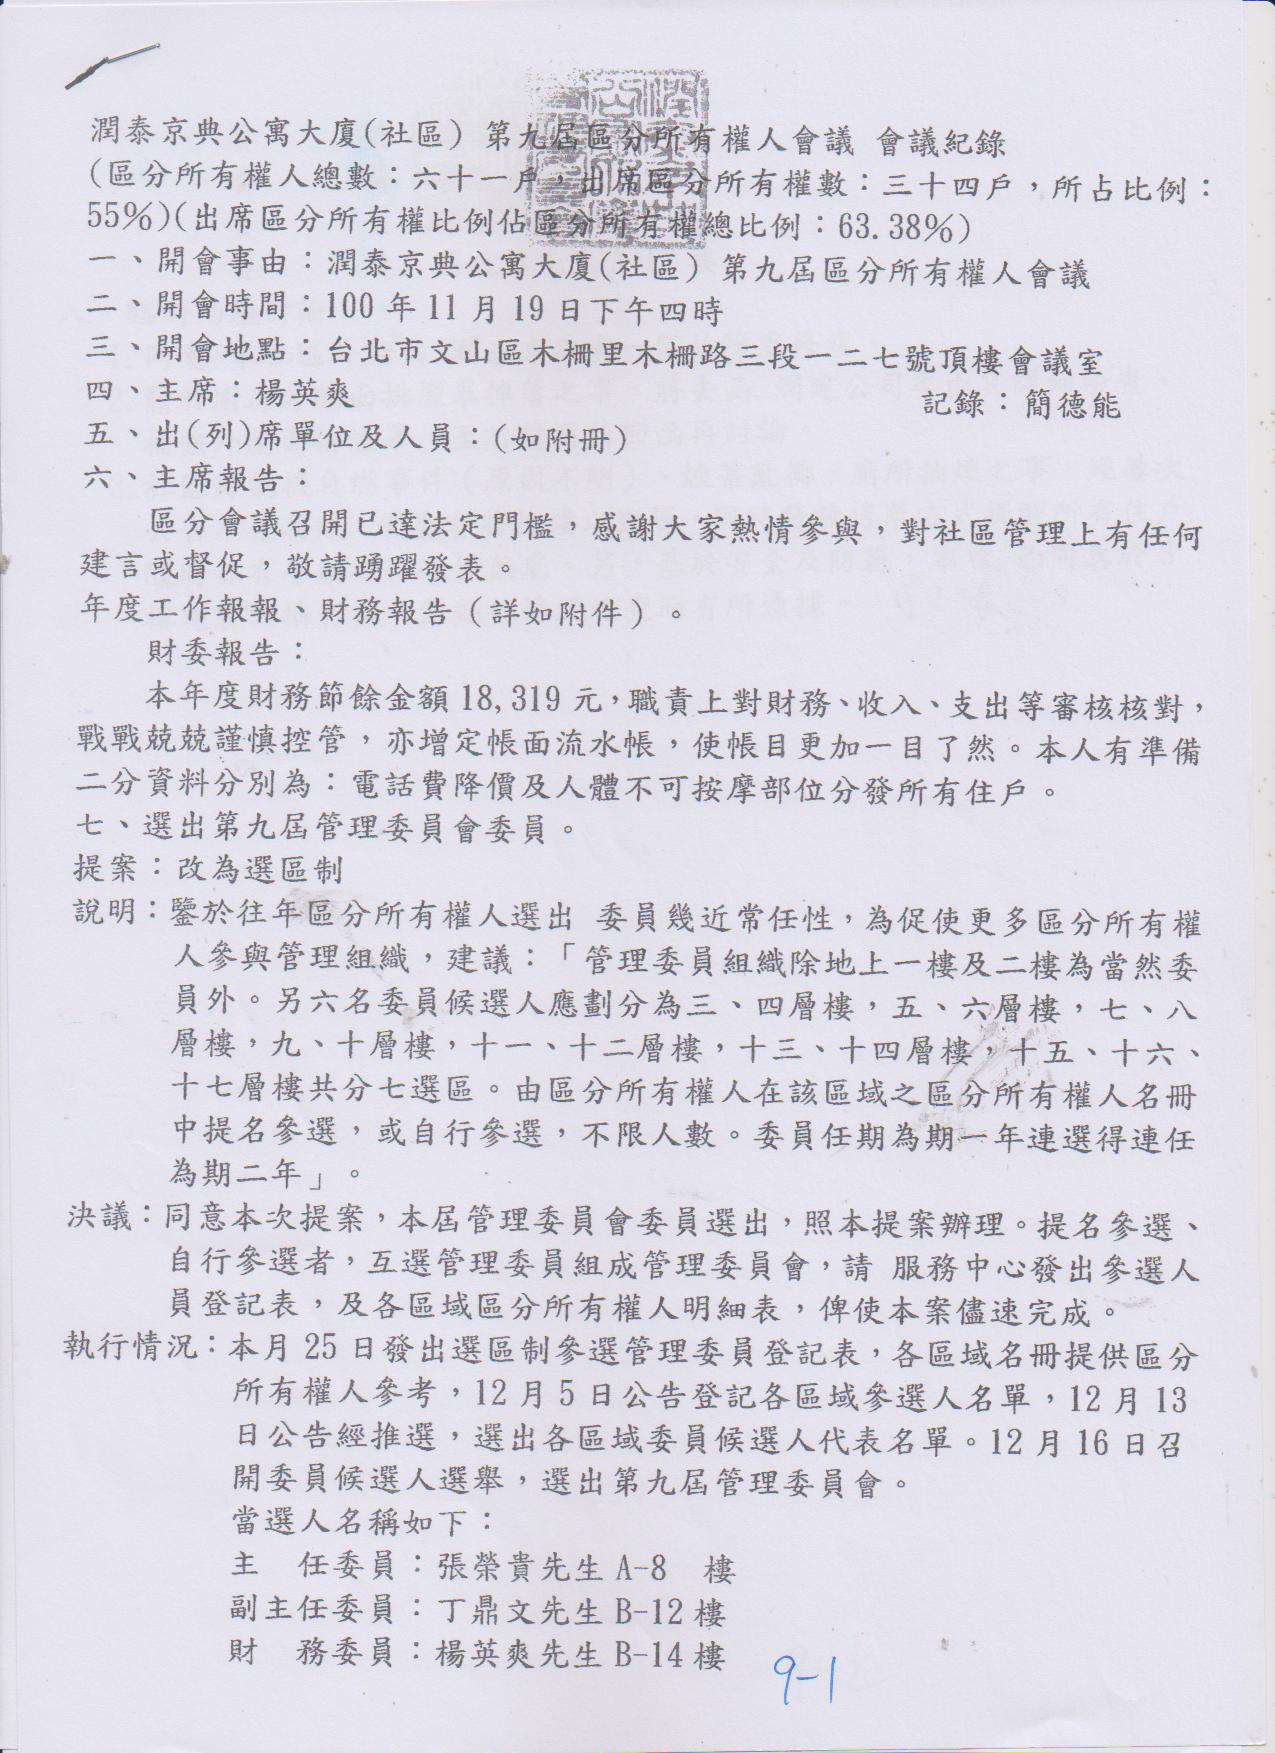 潤泰京典公寓大廈(社區) 第九屆區分所有權人會議 會議紀錄
(區分所有權人總數：六十一戶，出席區分所有權數：三十四戶，所占比例：
55%)(出席區分所有權比例佔區分所有權總比例：63.38%)
一、開會事由：潤泰京典公寓大廈(社區) 第九屆區分所有權人會議
二、開會時間：100 年 11 月 19 日下午四時
三、開會地點：台北市文山區木柵里木柵路三段一二七號頂樓會議室
四、主席：楊英爽 記錄：簡德能
五、出(列)席單位及人員：(如附冊)
六、主席報告：
區分會議召開已達法定門檻，感謝大家熱情參與，對社區管理上有任何
建言或督促，敬請踴躍發表。
年度工作報報、財務報告（詳如附件）。
財委報告：
本年度財務節餘金額 18,319 元，職責上對財務、收入、支出等審核核對，
戰戰兢兢謹慎控管，亦增定帳面流水帳，使帳目更加一目了然。本人有準備
二分資料分別為：電話費降價及人體不可按摩部位分發所有住戶。
七、選出第九屆管理委員會委員。
提案：改為選區制
說明：鑒於往年區分所有權人選出 委員幾近常任性，為促使更多區分所有權
人參與管理組織，建議：「管理委員組織除地上一樓及二樓為當然委
員外。另六名委員候選人應劃分為三、四層樓，五、六層樓，七、八
層樓，九、十層樓，十一、十二層樓，十三、十四層樓，十五、十六、
十七層樓共分七選區。由區分所有權人在該區域之區分所有權人名冊
中提名參選，或自行參選，不限人數。委員任期為期一年連選得連任
為期二年」。
決議：同意本次提案，本屆管理委員會委員選出，照本提案辦理。提名參選、
自行參選者，互選管理委員組成管理委員會，請 服務中心發出參選人
員登記表，及各區域區分所有權人明細表，俾使本案儘速完成。
執行情況：本月 25 日發出選區制參選管理委員登記表，各區域名冊提供區分
所有權人參考，12 月 5 日公告登記各區域參選人名單，12 月 13
日公告經推選，選出各區域委員候選人代表名單。12 月 16 日召
開委員候選人選舉，選出第九屆管理委員會。
當選人名稱如下：
主　任委員：張榮貴先生 A-8　樓
副主任委員：丁鼎文先生 B-12 樓
財　務委員：楊英爽先生 B-14 樓
9-1